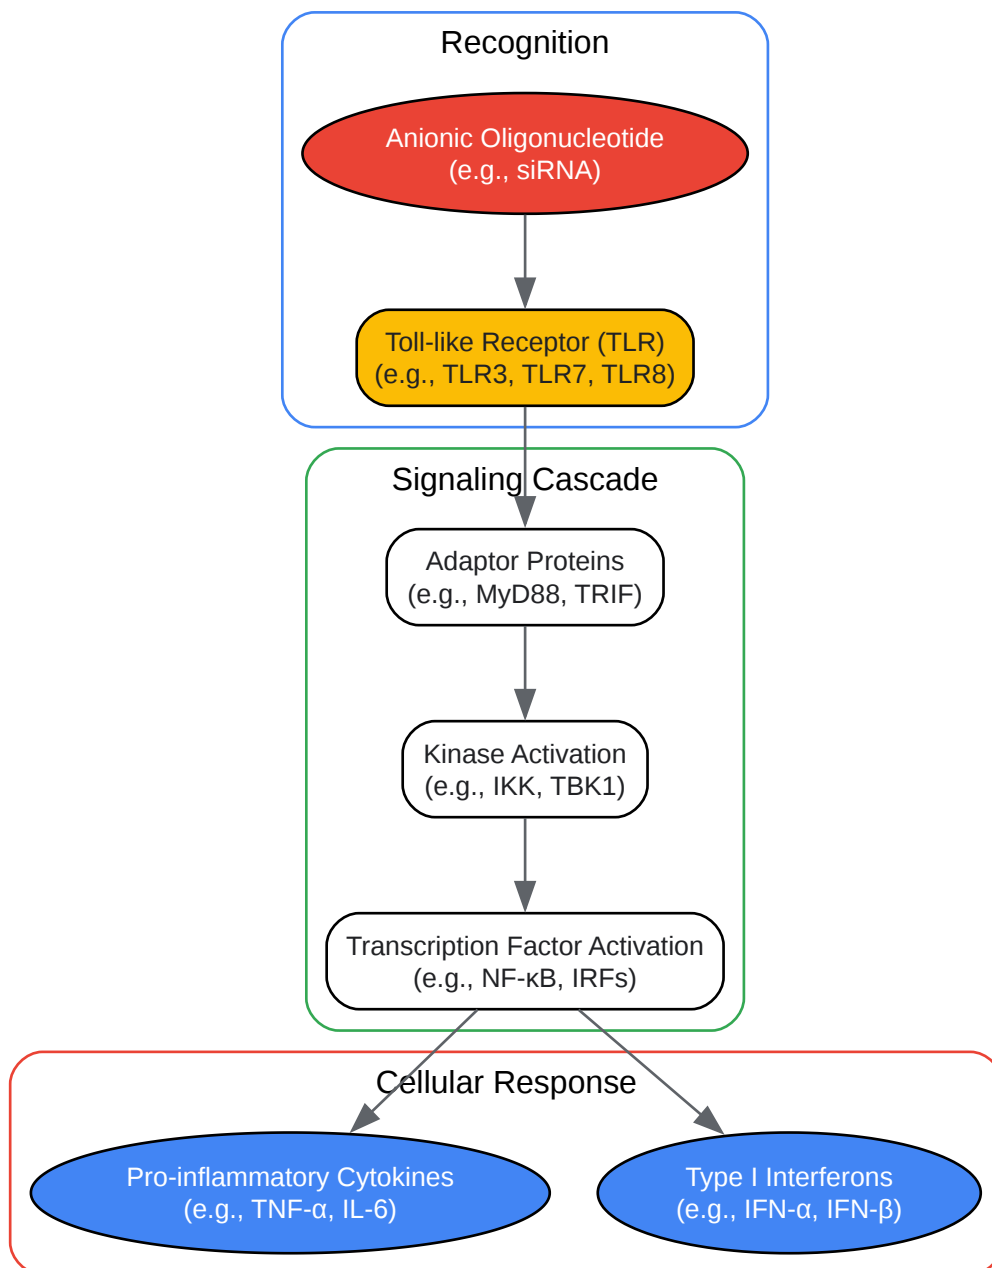 Recognition
Anionic Oligonucleotide
(e.g., siRNA)
Toll-like Receptor (TLR)
(e.g., TLR3, TLR7, TLR8)
Signaling Cascade
Adaptor Proteins
(e.g., MyD88, TRIF)
Kinase Activation
(e.g., IKK, TBK1)
Transcription Factor Activation
(e.g., NF-κB, IRFs)
Cellular Response
Pro-inflammatory Cytokines
(e.g., TNF-α, IL-6)
Type I Interferons
(e.g., IFN-α, IFN-β)